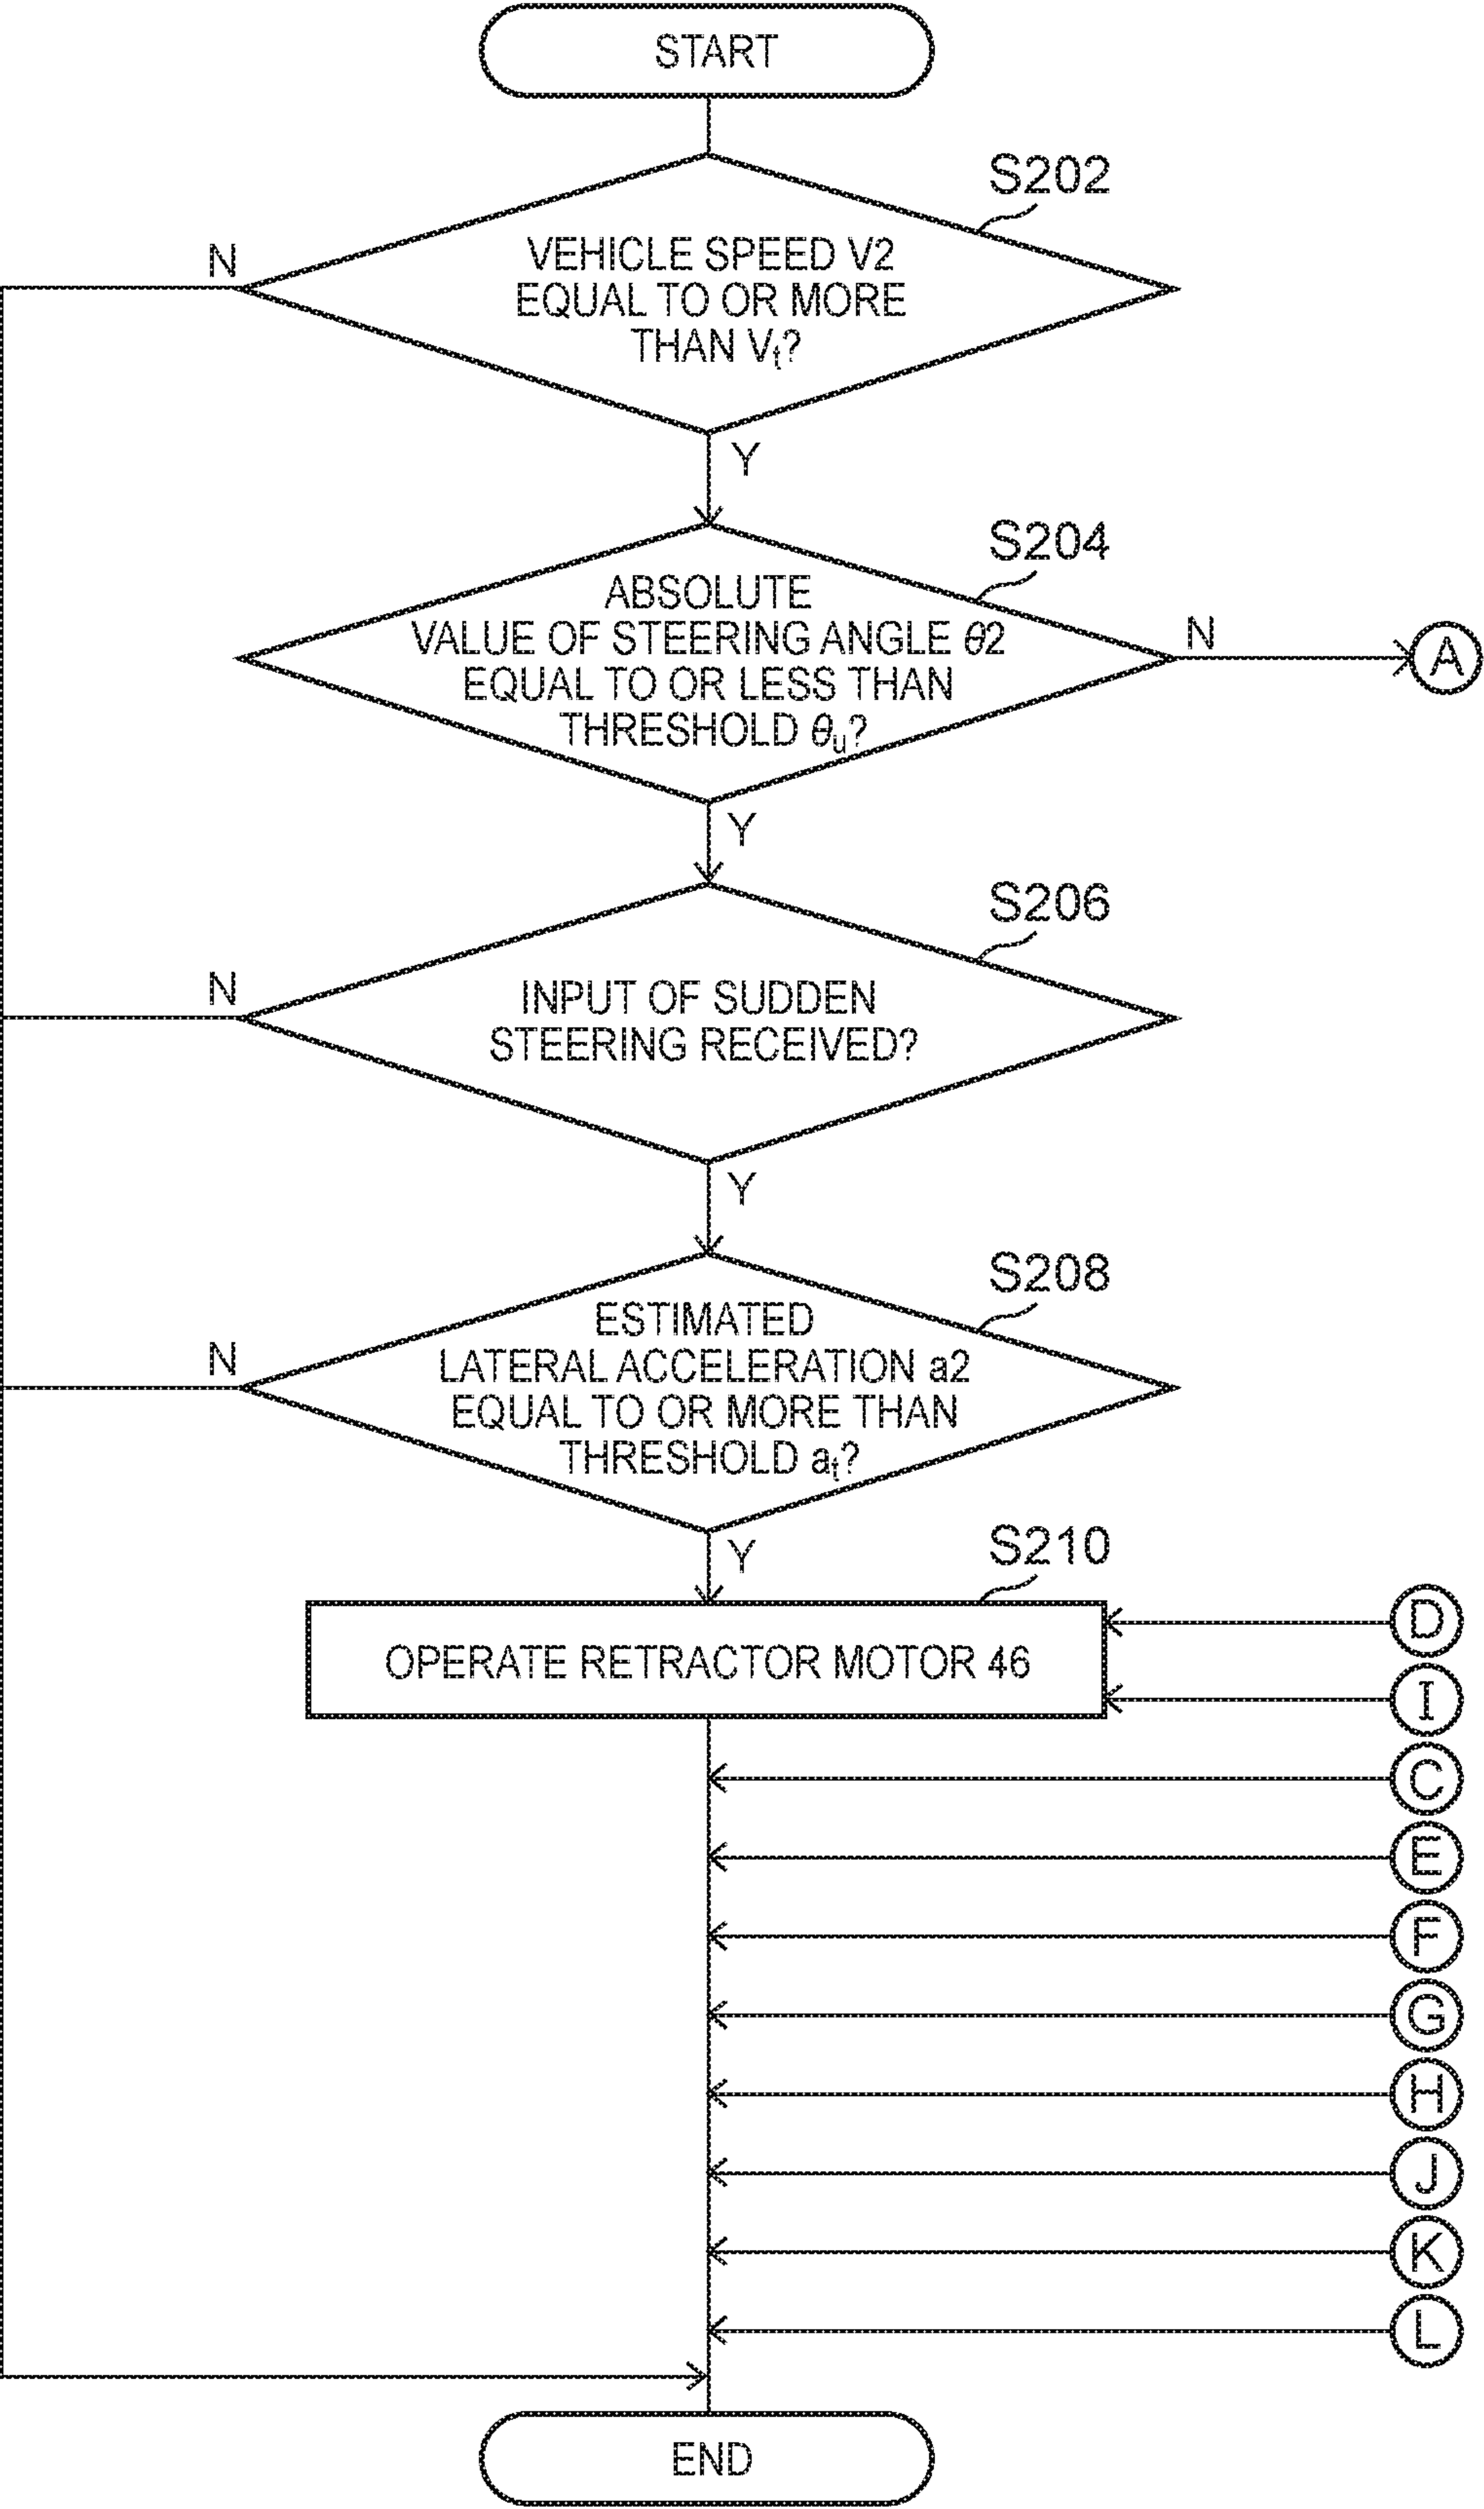 START
S202
N
VEHICLE SPEED V2
EQUAL TO OR MORE
THAN Vt?
Y
S204
ABSOLUTE
VALUE OF STEERING ANGLE θ2
EQUAL TO OR LESS THAN
THRESHOLD θu?
N
A
Y
S206
N
INPUT OF SUDDEN
STEERING RECEIVED?
Y
S208
N
ESTIMATED
LATERAL ACCELERATION a2
EQUAL TO OR MORE THAN
THRESHOLD at?
Y
S210
OPERATE RETRACTOR MOTOR 46
D
I
C
E
F
G
H
J
K
L
END